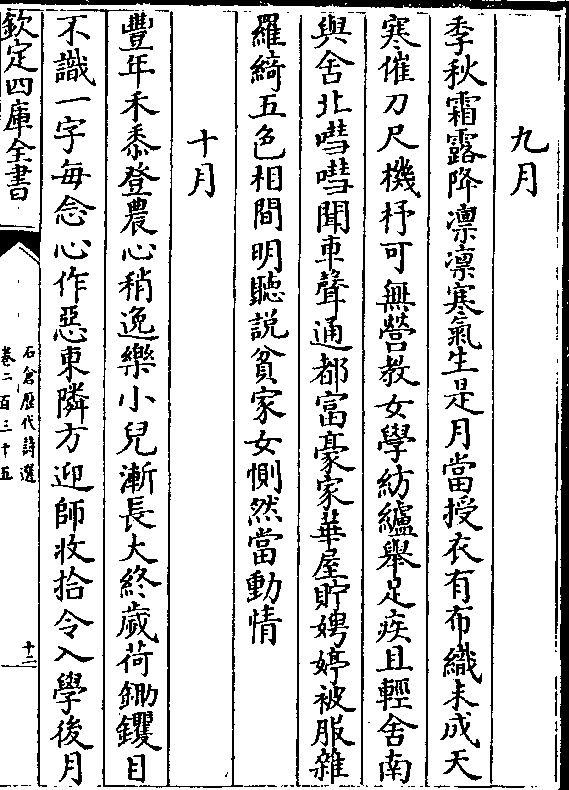 九月
季秋霜露降凛凛寒氣生是月當授衣有布織未成天
寒催刀尺機杼可無營教女學紡纑舉足疾且輕舍南
與舍北嘒嘒聞車聲通都富豪家華屋貯娉婷被服雜
羅綺五色相間明聽説貧家女惻然當動情
十月
豐年禾黍登農心稍逸樂小兒漸長大終歲荷鋤钁目
不識一字每念心作惡東隣方迎師收拾令入學後月
欽定四庫全書
石倉歷代詩選
卷二百三十五
十二